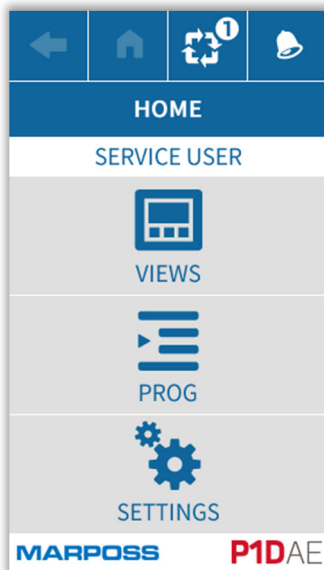 1
HOME
SERVICE USER
VIEWS
PROG
SETTINGS
MARPOSS P1DAE